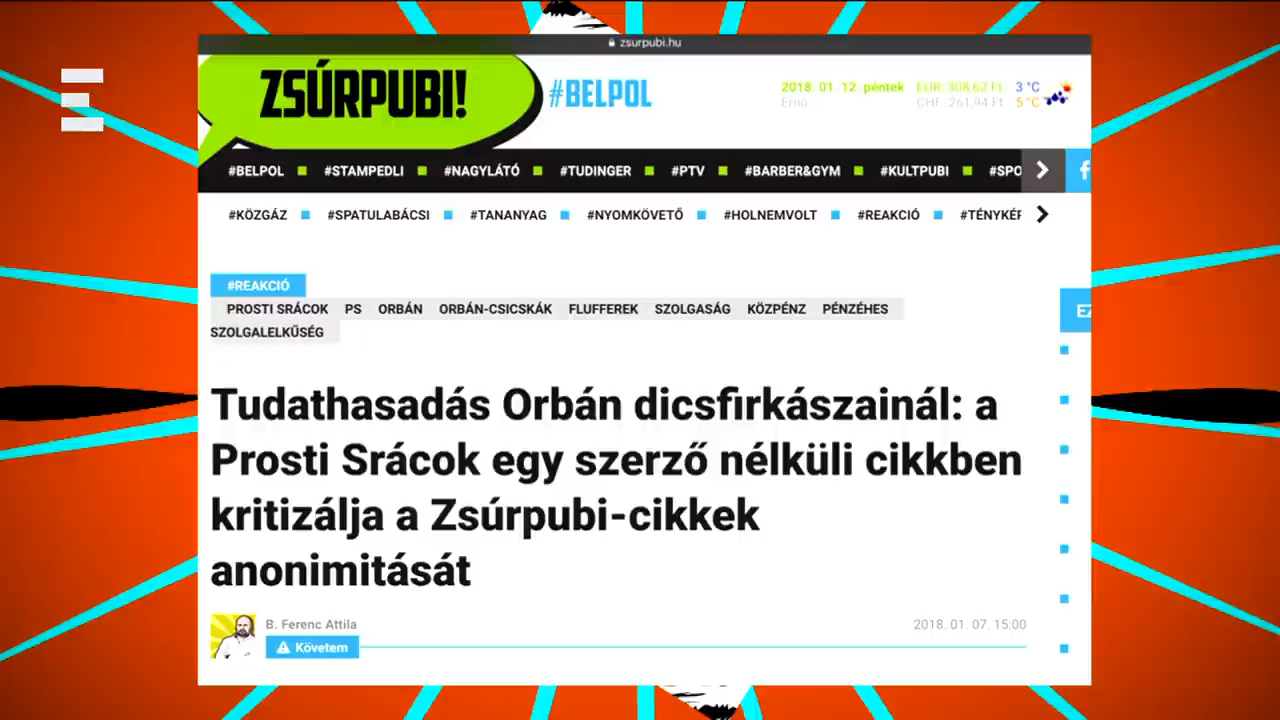 zsurpubi.hu
ZSÚRPUBI!
#BELPOL
2018. 01. 12. péntek
Ernő
EUR: 308,62 Ft
CHF: 261,94 Ft
3 °C
5 °C
#BELPOL #STAMPEDLI #NAGYLÁTÓ #TUDINGER #PTV #BARBER&GYM #KULTPUBI #SPO
#KÖZGÁZ #SPATULABÁCSI #TANANYAG #NYOMKÖVETŐ #HOLNEMVOLT #REAKCIÓ #TÉNYKÉP
#REAKCIÓ
PROSTI SRÁCOK PS ORBÁN ORBÁN-CSICSKÁK FLUFFEREK SZOLGASÁG KÖZPÉNZ PÉNZÉHES
SZOLGALELKŰSÉG
Tudathasadás Orbán dicsfirkászainál: a
Prosti Srácok egy szerző nélküli cikkben
kritizálja a Zsúrpubi-cikkek
anonimitását
B. Ferenc Attila
2018. 01. 07. 15:00
Követem